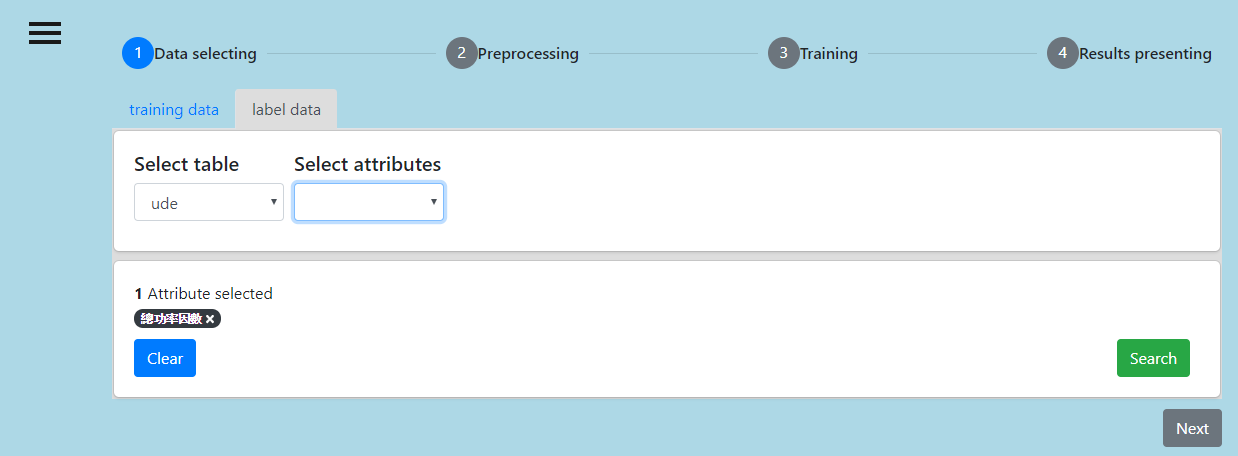 1 Data selecting 2 Preprocessing 3 Training 4 Results presenting
training data label data
Select table Select attributes
ude
1 Attribute selected
總功率因數 ×
Clear Search
Next